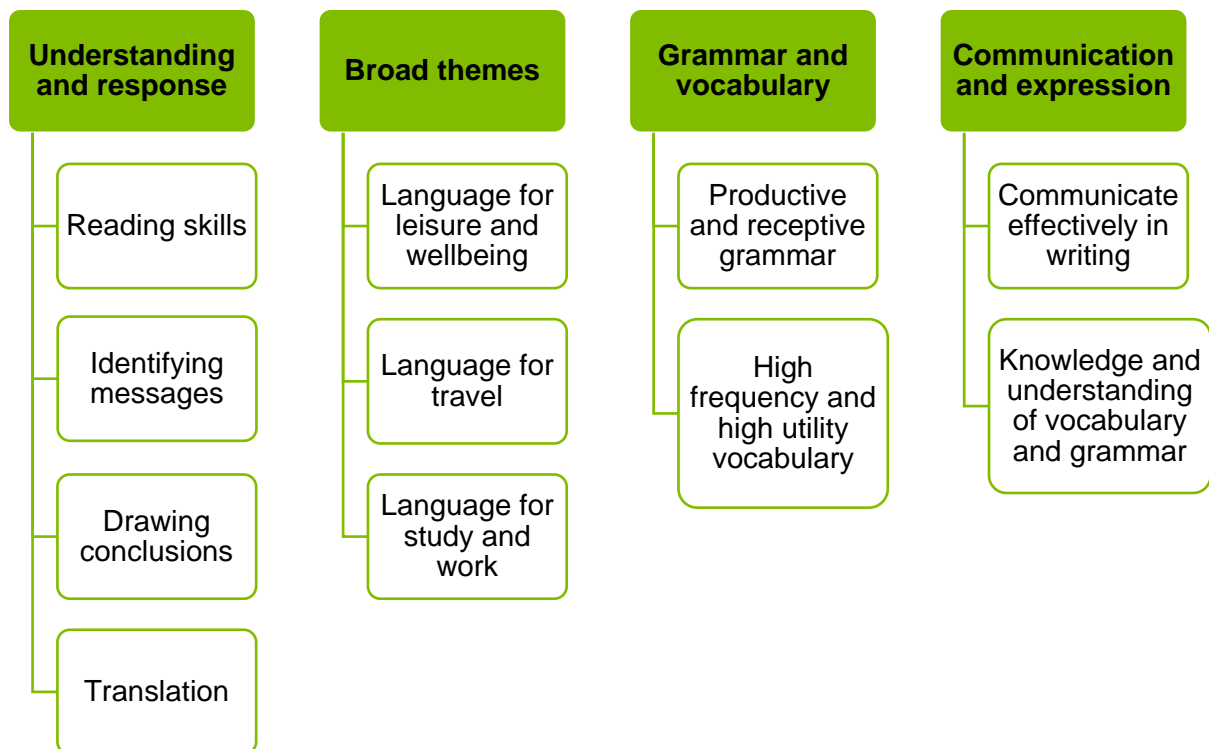 Understanding
and response
Reading skills
Identifying
messages
Drawing
conclusions
Translation
Broad themes
Language for
leisure and
wellbeing
Language for
travel
Language for
study and
work
Grammar and
vocabulary
Productive
and receptive
grammar
High
frequency and
high utility
vocabulary
Communication
and expression
Communicate
effectively in
writing
Knowledge and
understanding
of vocabulary
and grammar